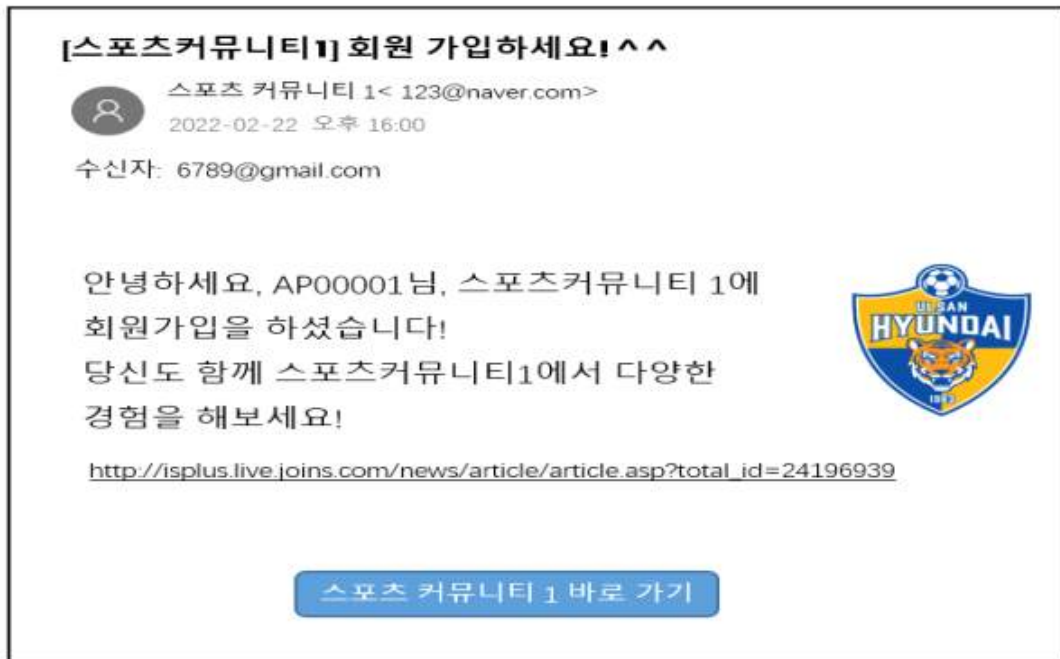 [스포츠커뮤니티1] 회원 가입하세요! ^ ^
스포츠 커뮤니티 1< 123@naver.com>
2022-02-22 오후 16:00
수신자: 6789@gmail.com
안녕하세요, AP00001님, 스포츠커뮤니티 1에
회원가입을 하셨습니다!
당신도 함께 스포츠커뮤니티1에서 다양한
경험을 해보세요!
ULSAN
HYUNDAI
1983
http://isplus.live.joins.com/news/article/article.asp?total_id=24196939
스포츠 커뮤니티 1 바로 가기